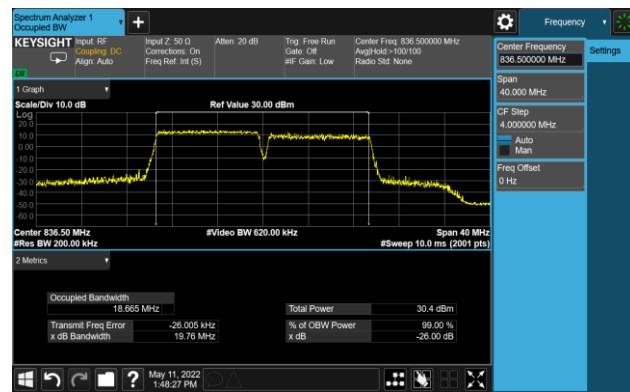 Spectrum Analyzer 1
Occupied BW
Frequency
KEYSIGHT
Input: RF
Coupling: DC
Align: Auto
Input Z: 50 Ω
Corrections: On
Freq Ref: Int (S)
Atten: 20 dB
Trig: Free Run
Gate: Off
#IF Gain: Low
Center Freq: 836.500000 MHz
Avg|Hold:>100/100
Radio Std: None
Center Frequency
836.500000 MHz
Settings
Span
40.000 MHz
CF Step
4.000000 MHz
Auto
Man
Freq Offset
0 Hz
1 Graph
Scale/Div 10.0 dB
Ref Value 30.00 dBm
Log
20.0
10.0
0.00
-10.0
-20.0
-30.0
-40.0
-50.0
-60.0
Center 836.50 MHz
#Video BW 620.00 kHz
Span 40 MHz
#Res BW 200.00 kHz
#Sweep 10.0 ms (2001 pts)
2 Metrics
Occupied Bandwidth
18.665 MHz
Total Power
30.4 dBm
Transmit Freq Error
-26.005 kHz
% of OBW Power
99.00 %
x dB Bandwidth
19.76 MHz
x dB
-26.00 dB
May 11, 2022
1:48:27 PM